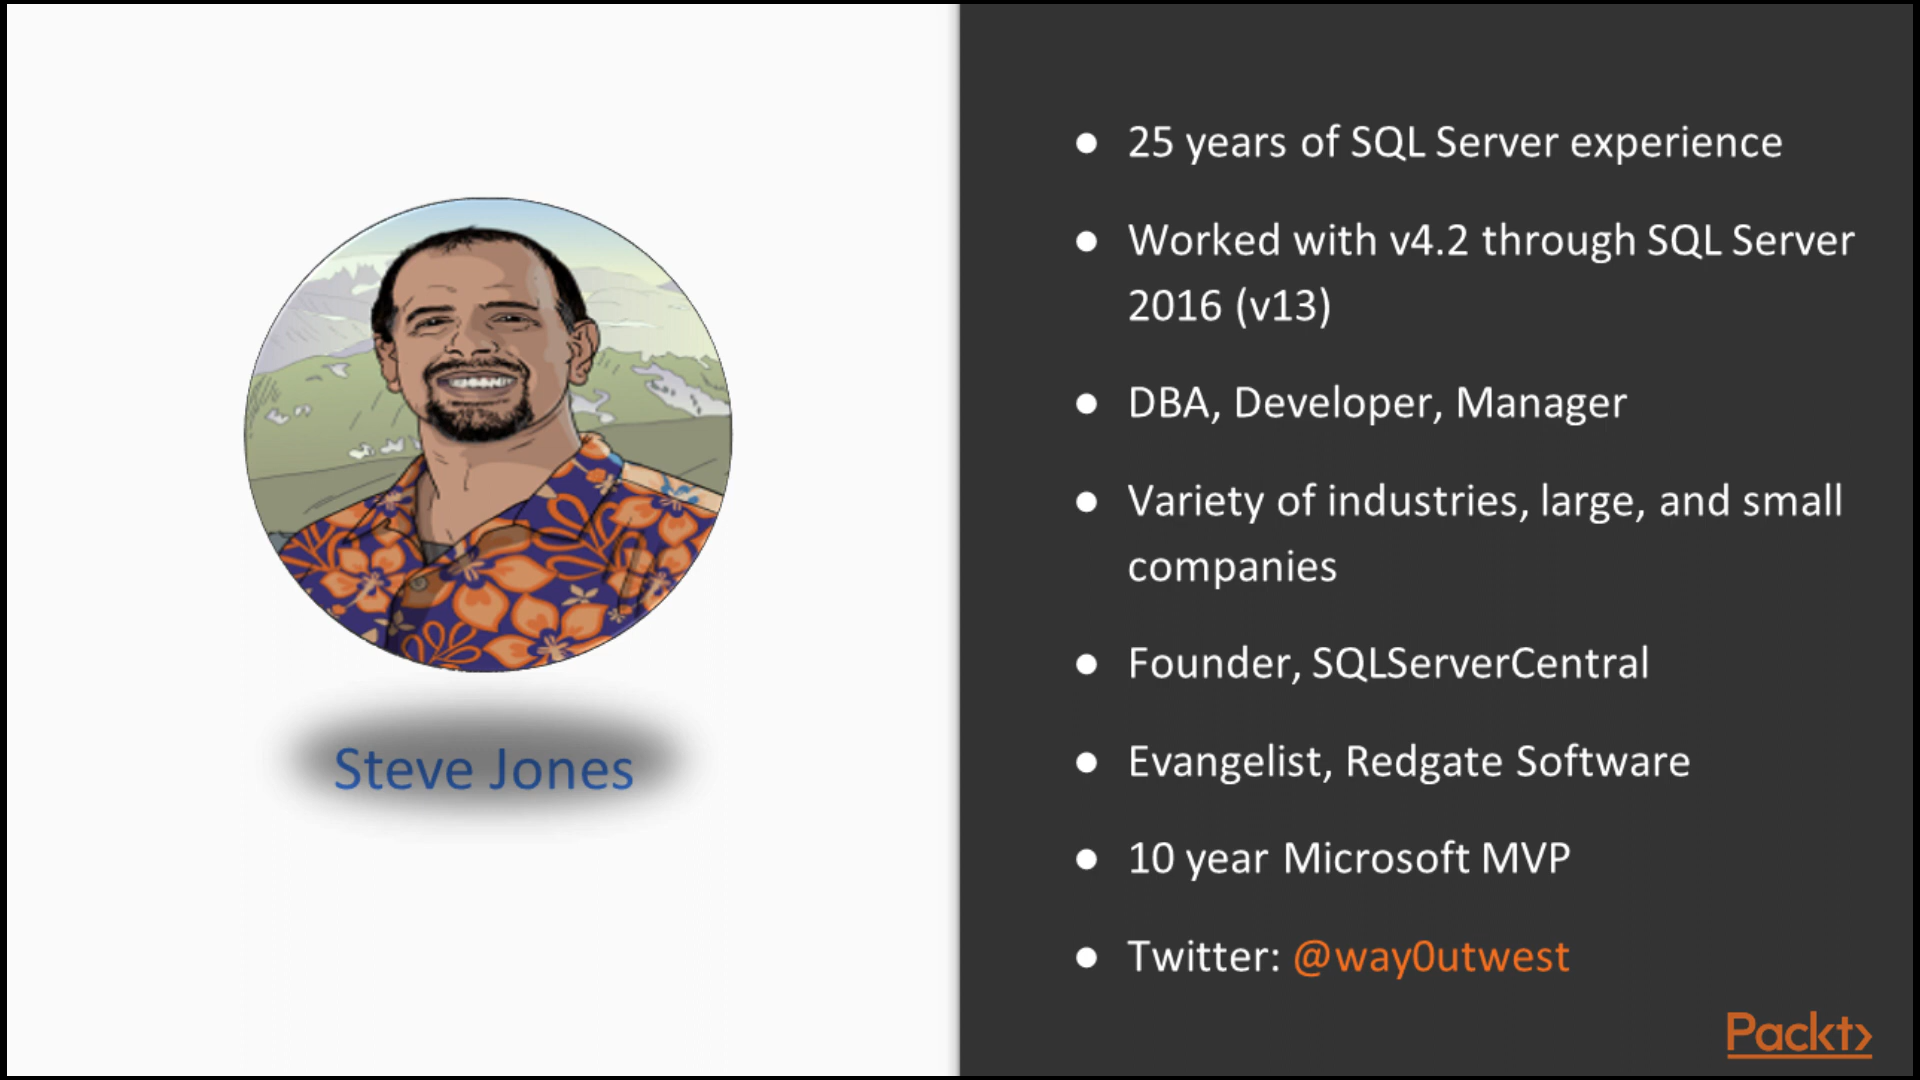 Steve Jones
● 25 years of SQL Server experience
● Worked with v4.2 through SQL Server
2016 (v13)
● DBA, Developer, Manager
● Variety of industries, large, and small
companies
● Founder, SQLServerCentral
● Evangelist, Redgate Software
● 10 year Microsoft MVP
● Twitter: @way0utwest
Packt>